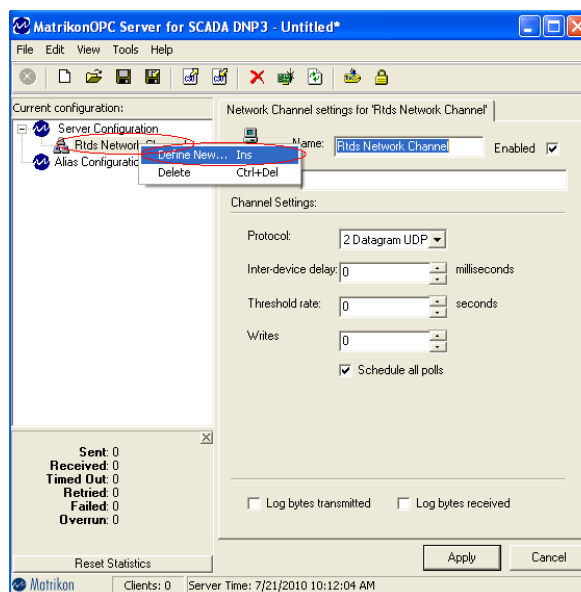 MatrikonOPC Server for SCADA DNP3 - Untitled*
File Edit View Tools Help
Current configuration:
Server Configuration
Rtds Network Ch
Alias Configuratio
Define New... Ins
Delete Ctrl+Del
Network Channel settings for 'Rtds Network Channel'
Name: Rtds Network Channel Enabled
Channel Settings:
Protocol: 2 Datagram UDP
Inter-device delay: 0 milliseconds
Threshold rate: 0 seconds
Writes 0
Schedule all polls
Sent: 0
Received: 0
Timed Out: 0
Retried: 0
Failed: 0
Overrun: 0
Log bytes transmitted Log bytes received
Reset Statistics
Apply Cancel
Matrikon Clients: 0 Server Time: 7/21/2010 10:12:04 AM